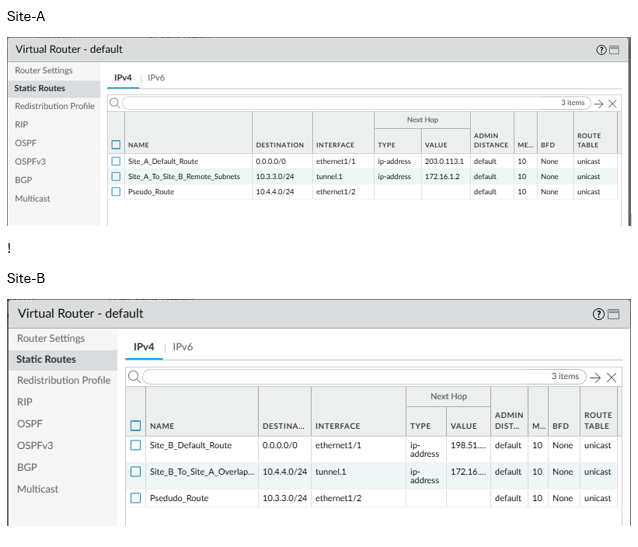 Site-A
Virtual Router - default
Router Settings
Static Routes
Redistribution Profile
RIP
OSPF
OSPFv3
BGP
Multicast
IPv4 | IPv6
3 items
Next Hop
NAME DESTINATION INTERFACE TYPE VALUE ADMIN DISTANCE ME... BFD ROUTE TABLE
Site_A_Default_Route 0.0.0.0/0 ethernet1/1 ip-address 203.0.113.1 default 10 None unicast
Site_A_To_Site_B_Remote_Subnets 10.3.3.0/24 tunnel.1 ip-address 172.16.1.2 default 10 None unicast
Pseudo_Route 10.4.4.0/24 ethernet1/2 default 10 None unicast
!
Site-B
Virtual Router - default
Router Settings
Static Routes
Redistribution Profile
RIP
OSPF
OSPFv3
BGP
Multicast
IPv4 | IPv6
3 items
Next Hop
NAME DESTINA... INTERFACE TYPE VALUE ADMIN DIST... M... BFD ROUTE TABLE
Site_B_Default_Route 0.0.0.0/0 ethernet1/1 ip-address 198.51.... default 10 None unicast
Site_B_To_Site_A_Overlap... 10.4.4.0/24 tunnel.1 ip-address 172.16.... default 10 None unicast
Psedudo_Route 10.3.3.0/24 ethernet1/2 default 10 None unicast